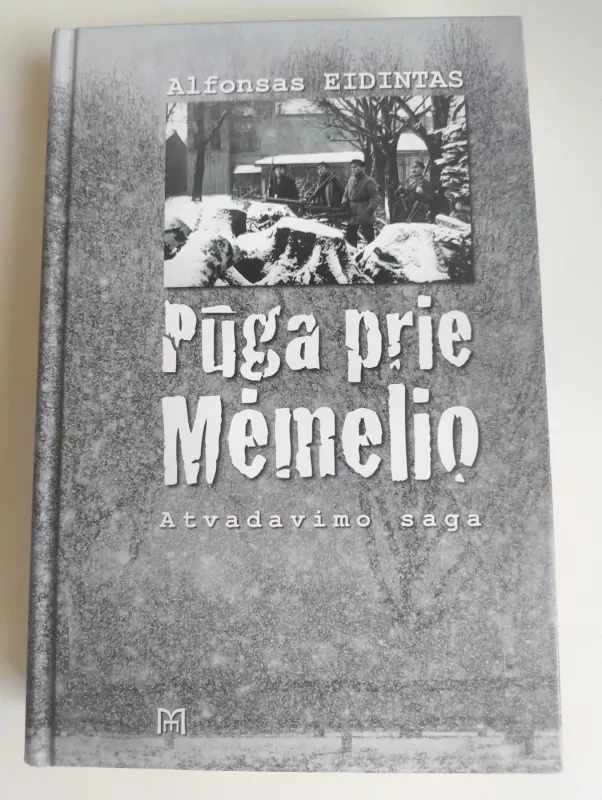 Alfonsas EIDINTAS
Pūga prie
Mėmelio
Atvadavimo saga